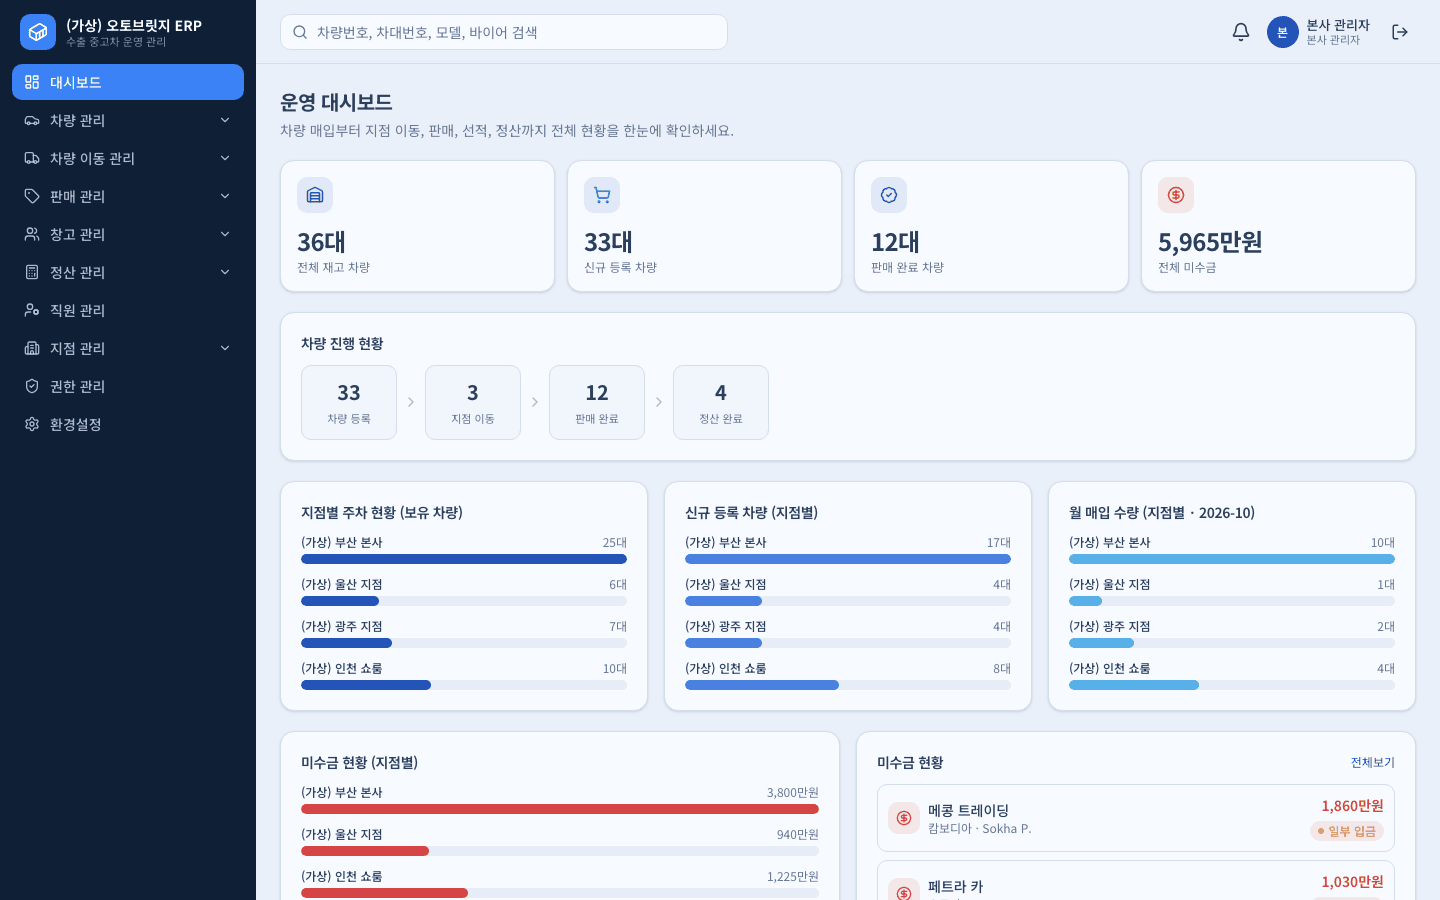 (가상) 오토브릿지 ERP
수출 중고차 운영 관리
대시보드
차량 관리
차량 이동 관리
판매 관리
창고 관리
정산 관리
직원 관리
지점 관리
권한 관리
환경설정
차량번호, 차대번호, 모델, 바이어 검색
본
본사 관리자
본사 관리자
운영 대시보드
차량 매입부터 지점 이동, 판매, 선적, 정산까지 전체 현황을 한눈에 확인하세요.
36대
전체 재고 차량
33대
신규 등록 차량
12대
판매 완료 차량
5,965만원
전체 미수금
차량 진행 현황
33
차량 등록
3
지점 이동
12
판매 완료
4
정산 완료
지점별 주차 현황 (보유 차량)
(가상) 부산 본사 25대
(가상) 울산 지점 6대
(가상) 광주 지점 7대
(가상) 인천 쇼룸 10대
신규 등록 차량 (지점별)
(가상) 부산 본사 17대
(가상) 울산 지점 4대
(가상) 광주 지점 4대
(가상) 인천 쇼룸 8대
월 매입 수량 (지점별 · 2026-10)
(가상) 부산 본사 10대
(가상) 울산 지점 1대
(가상) 광주 지점 2대
(가상) 인천 쇼룸 4대
미수금 현황 (지점별)
(가상) 부산 본사 3,800만원
(가상) 울산 지점 940만원
(가상) 인천 쇼룸 1,225만원
미수금 현황 전체보기
메콩 트레이딩 1,860만원
캄보디아 · Sokha P. 일부 입금
페트라 카 1,030만원